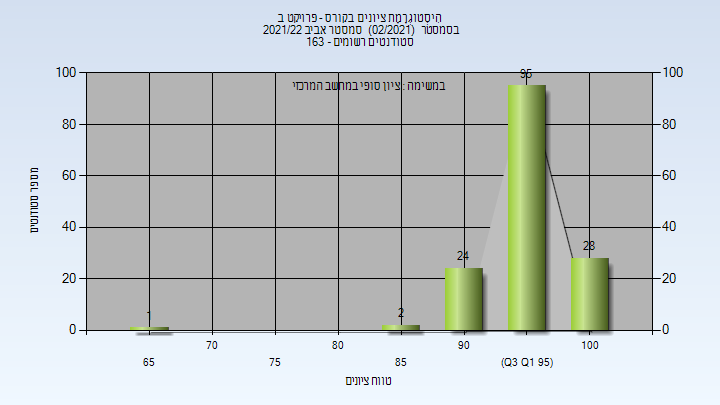 היסטוגרמת ציונים בקורס - פרויקט ב
בסמסטר (02/2021) סמסטר אביב 2021/22
סטודנטים רשומים - 163
במשימה : ציון סופי במחשב המרכזי
מספר סטודנטים
100 100
80 80
60 60
40 40
20 20
0 0
1
2
24
95
28
65 70 75 80 85 90 (Q3 Q1 95) 100
טווח ציונים